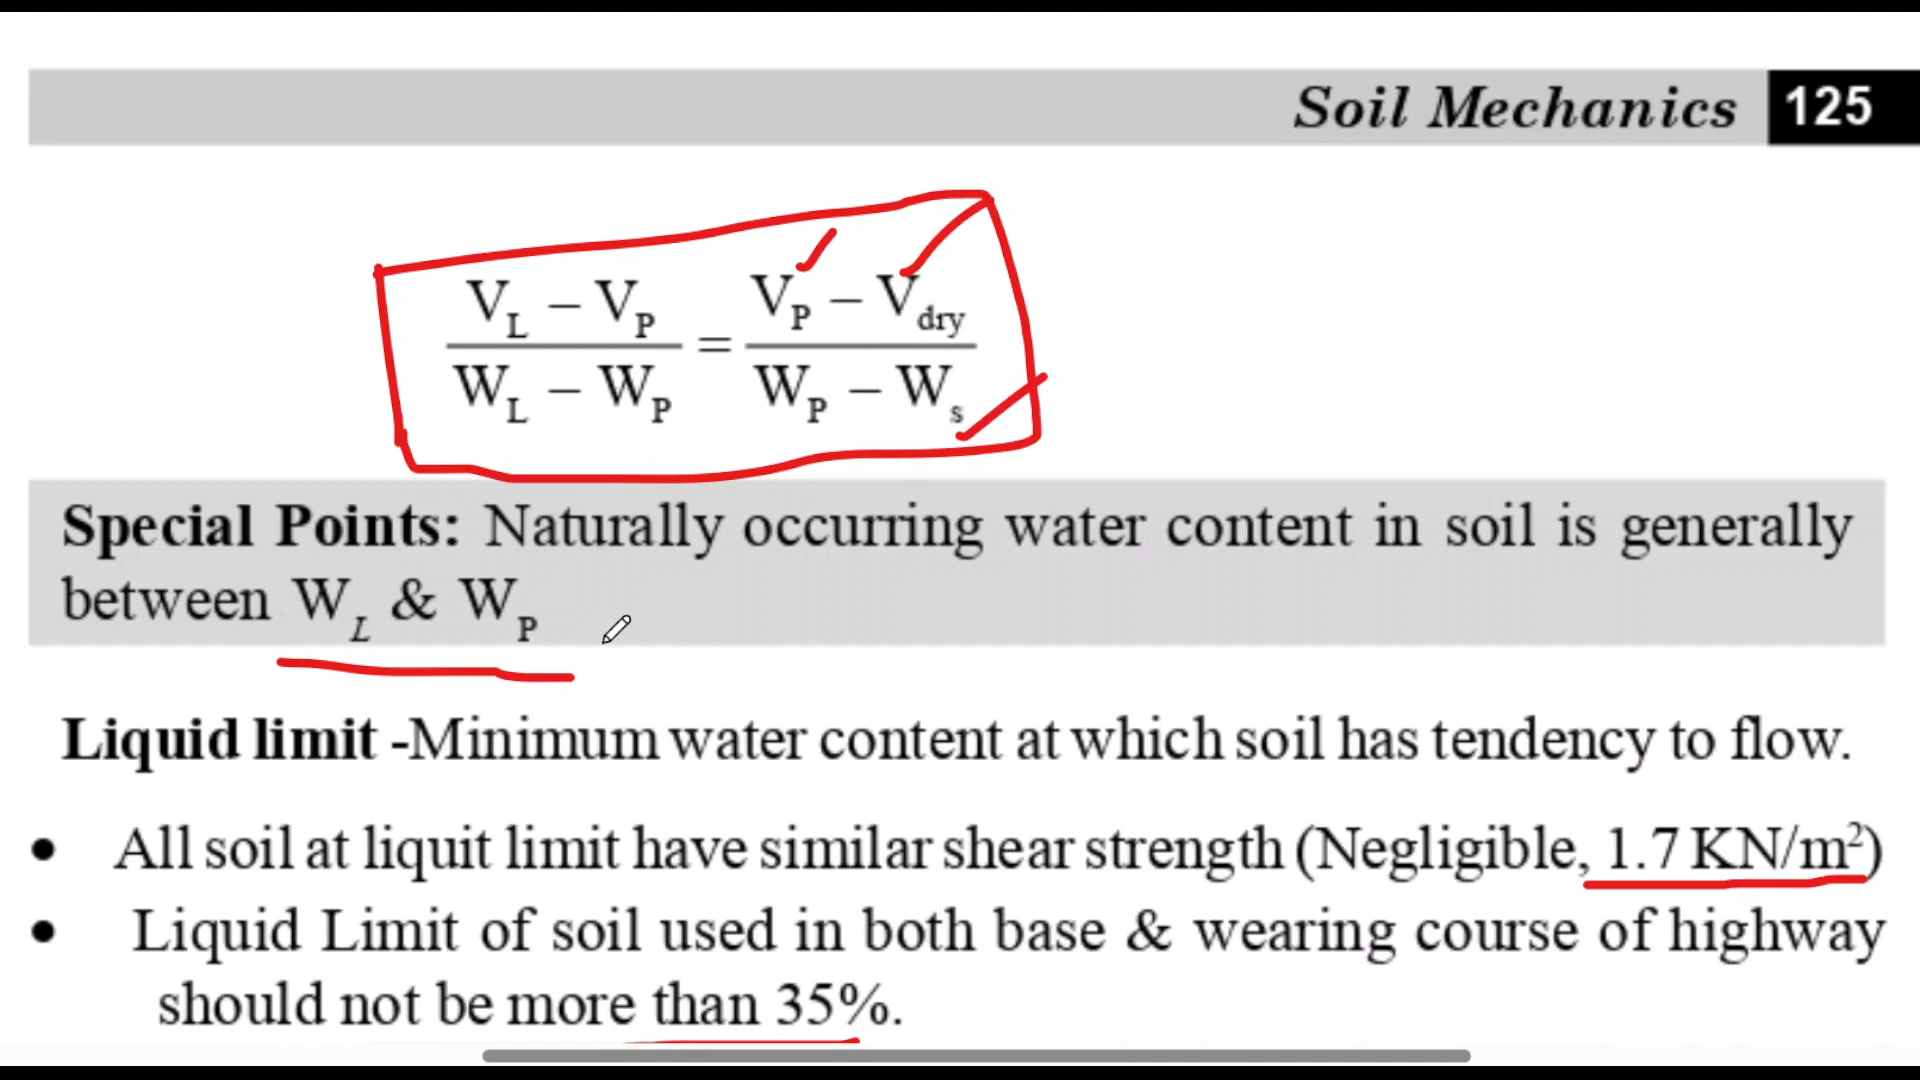 Soil Mechanics 125
V_L – V_P / W_L – W_P = V_P – V_dry / W_P – W_s
Special Points: Naturally occurring water content in soil is generally
between W_L & W_P
Liquid limit -Minimum water content at which soil has tendency to flow.
• All soil at liquit limit have similar shear strength (Negligible, 1.7 KN/m²)
• Liquid Limit of soil used in both base & wearing course of highway
should not be more than 35%.